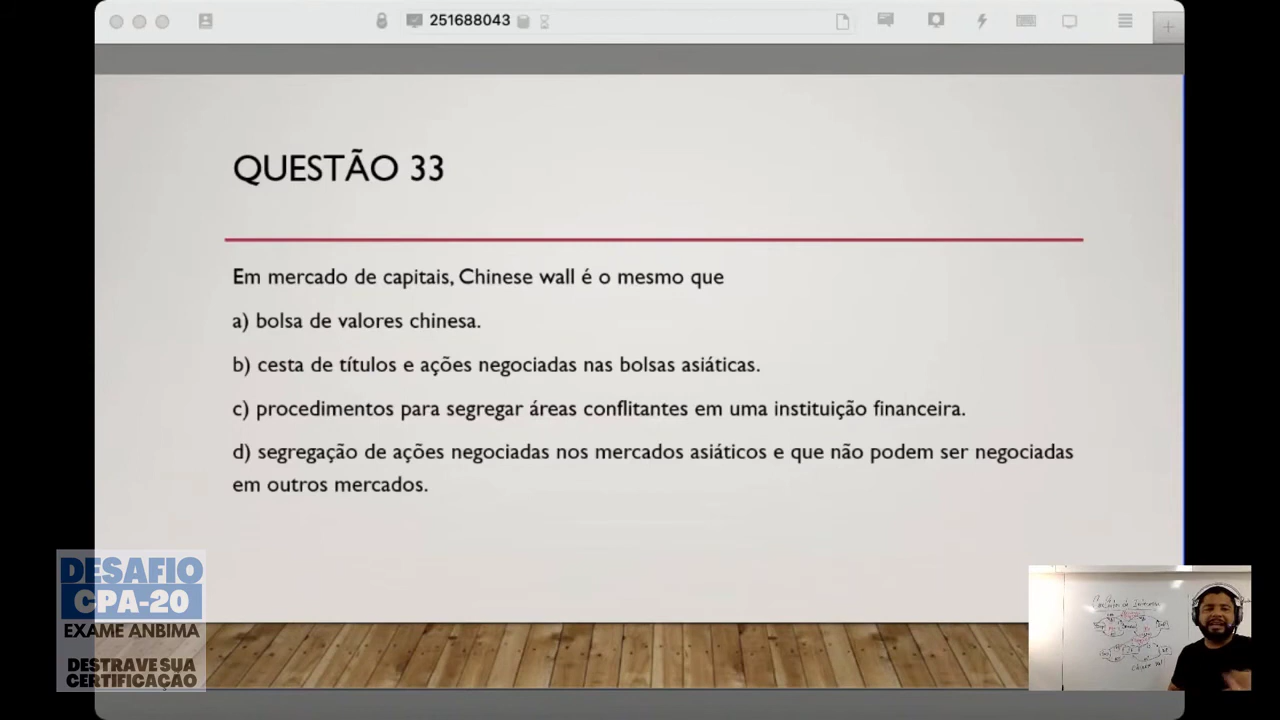 251688043
QUESTÃO 33
Em mercado de capitais, Chinese wall é o mesmo que
a) bolsa de valores chinesa.
b) cesta de títulos e ações negociadas nas bolsas asiáticas.
c) procedimentos para segregar áreas conflitantes em uma instituição financeira.
d) segregação de ações negociadas nos mercados asiáticos e que não podem ser negociadas
em outros mercados.
DESAFIO
CPA-20
EXAME ANBIMA
DESTRAVE SUA
CERTIFICAÇÃO